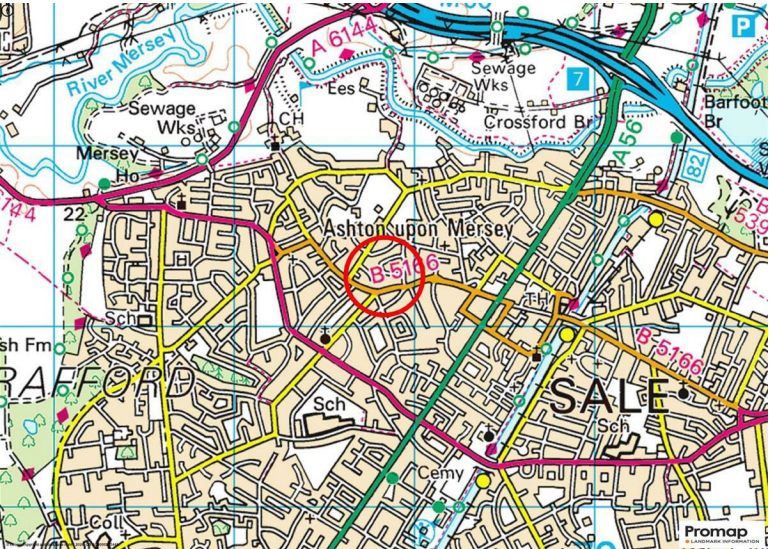 A 6144
River Mersey
Sewage
Wks
P
Ees
7
Sewage
Wks
Crossford Br
Barfoot
Br
CH
A56
Mersey
Ho
82
144
22
539
Ashton upon Mersey
B 5166
TH
Sch
B 5166
sh Fm
RAFFORD
SALE
Sch
Sch
Cemy
Coll
Promap
LANDMARK INFORMATION